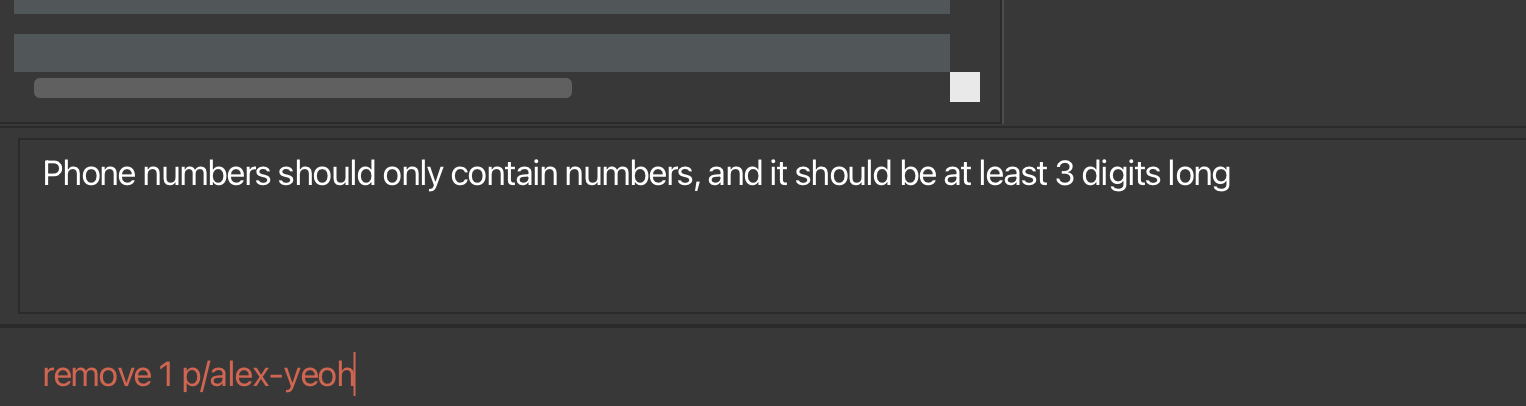 Phone numbers should only contain numbers, and it should be at least 3 digits long
remove 1 p/alex-yeoh